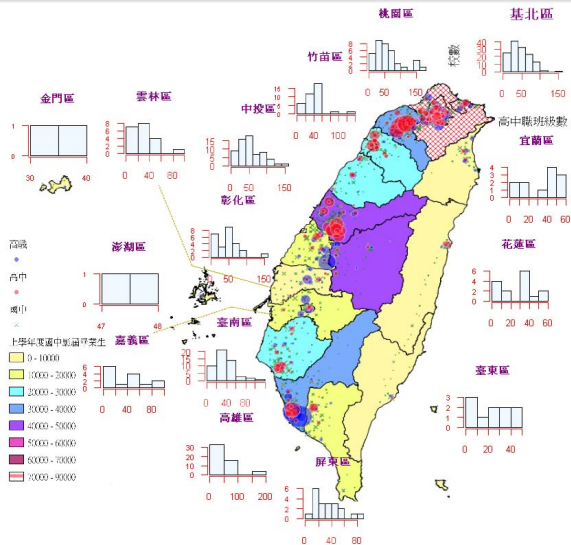 桃園區
基北區
竹苗區
校數
金門區
雲林區
中投區
高中職班級數
宜蘭區
彰化區
高職
高中
國中
澎湖區
花蓮區
上學年度國中應屆畢業生
嘉義區
臺南區
臺東區
高雄區
屏東區
0 - 10000
10000 - 20000
20000 - 30000
30000 - 40000
40000 - 50000
50000 - 60000
60000 - 70000
70000 - 90000